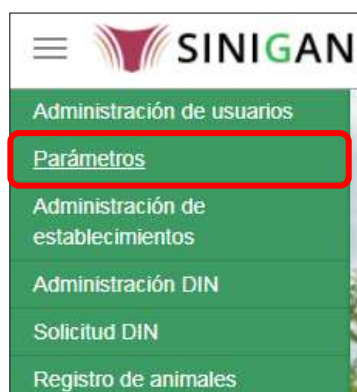 SINIGAN
Administración de usuarios
Parámetros
Administración de
establecimientos
Administración DIN
Solicitud DIN
Registro de animales